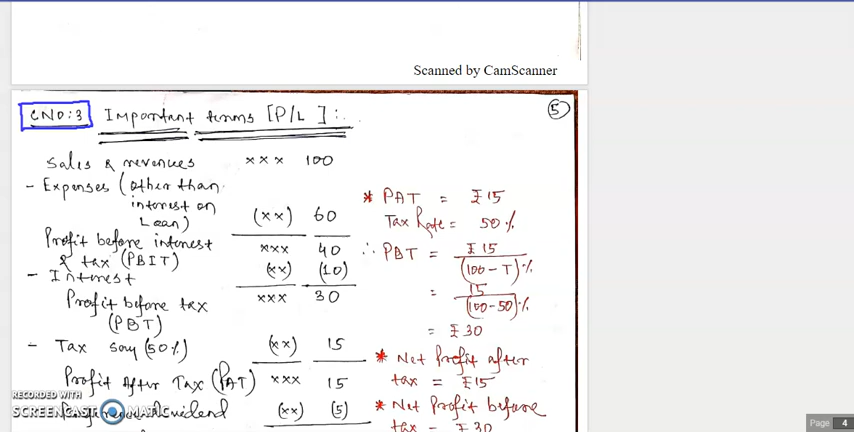 Scanned by CamScanner
CNO:3 Important terms [P/L]:
5
Sales & revenues xxx 100
- Expenses (other than
interest on
Loan) (xx) 60
Profit before interest xxx 40
& tax (PBIT)
- Interest (xx) (10)
Profit before tax xxx 30
(PBT)
- Tax say (50%) (xx) 15
Profit After Tax (PAT) xxx 15
Dividend (xx) (5)
* PAT = ₹15
Tax Rate = 50%
∴ PBT = ₹15
(100-T)%
= 15
(100-50)%
= ₹30
* Net Profit after
tax = ₹15
* Net Profit before
tax = ₹30
RECORDED WITH
SCREENCAST MATIC
Page 4